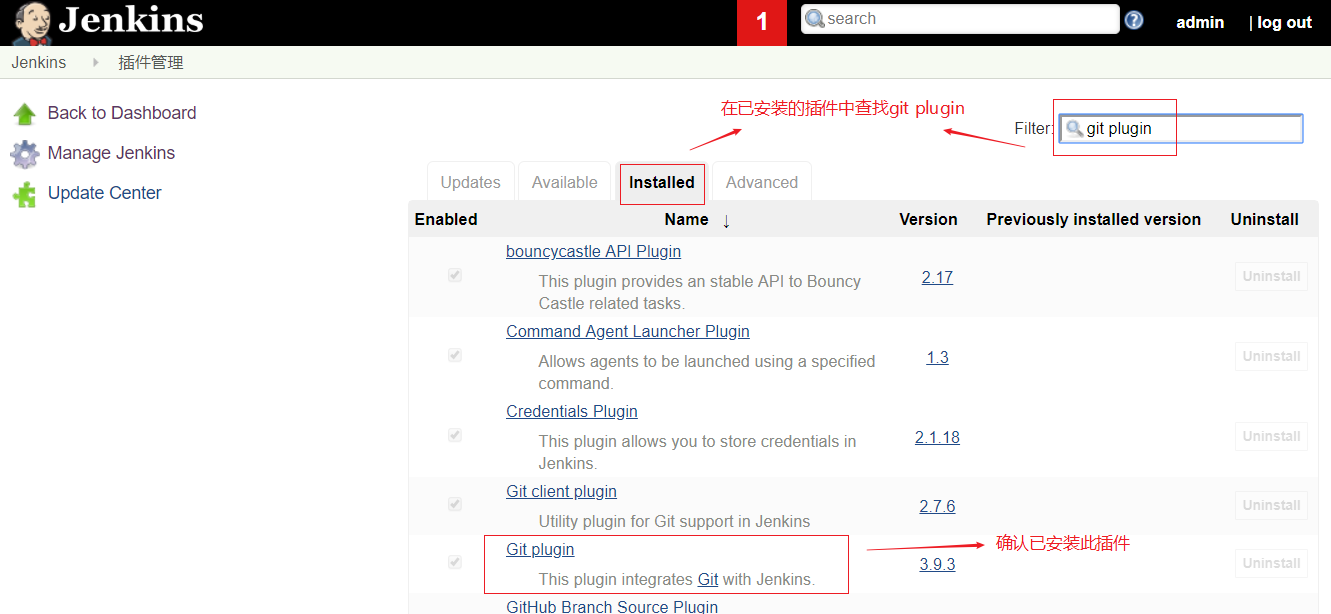 Jenkins
1
search
?
admin
| log out
Jenkins
插件管理
Back to Dashboard
Manage Jenkins
Update Center
在已安装的插件中查找git plugin
Filter:
git plugin
Updates
Available
Installed
Advanced
Enabled
Name ↓
Version
Previously installed version
Uninstall
bouncycastle API Plugin
This plugin provides an stable API to Bouncy
Castle related tasks.
2.17
Uninstall
Command Agent Launcher Plugin
Allows agents to be launched using a specified
command.
1.3
Uninstall
Credentials Plugin
This plugin allows you to store credentials in
Jenkins.
2.1.18
Uninstall
Git client plugin
Utility plugin for Git support in Jenkins
2.7.6
Uninstall
Git plugin
This plugin integrates Git with Jenkins.
3.9.3
确认已安装此插件
Uninstall
GitHub Branch Source Plugin